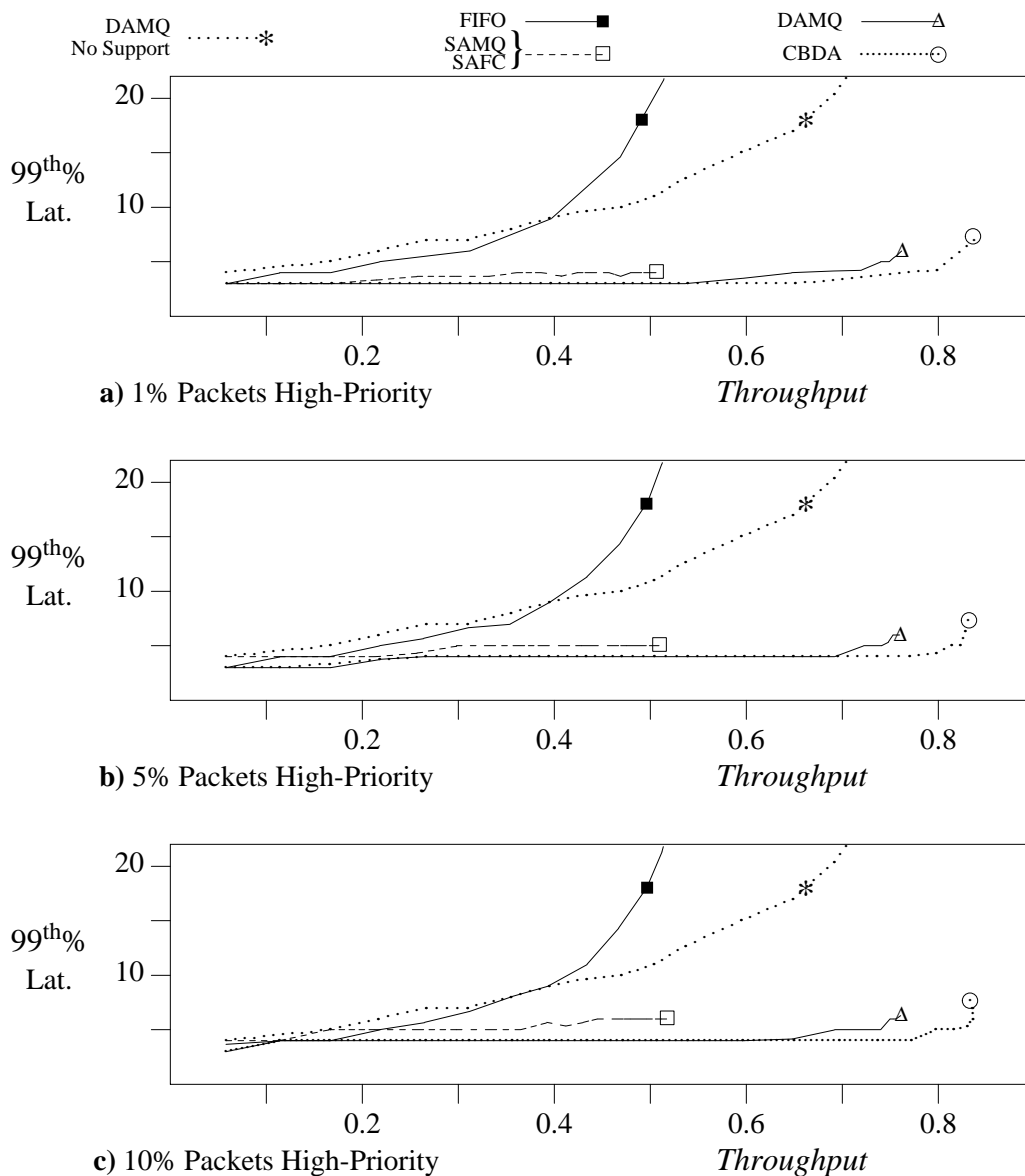 DAMQ
No Support
FIFO
SAMQ
SAFC
}
DAMQ
CBDA
20
10
99th%
Lat.
0.2 0.4 0.6 0.8
a) 1% Packets High-Priority
Throughput
20
10
99th%
Lat.
0.2 0.4 0.6 0.8
b) 5% Packets High-Priority
Throughput
20
10
99th%
Lat.
0.2 0.4 0.6 0.8
c) 10% Packets High-Priority
Throughput